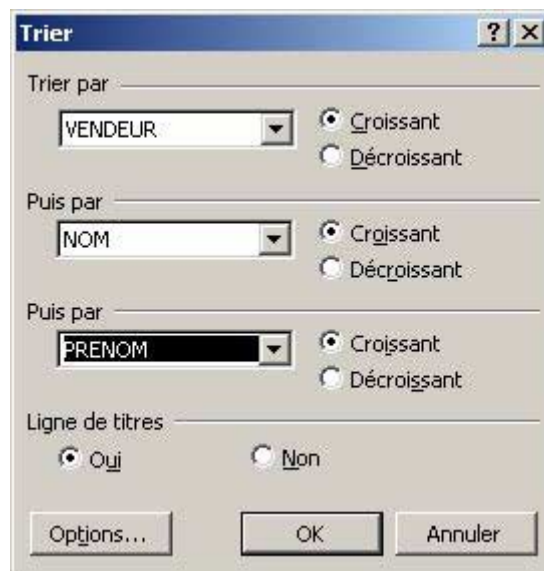 Trier
Trier par
VENDEUR
Croissant
Décroissant
Puis par
NOM
Croissant
Décroissant
Puis par
PRENOM
Croissant
Décroissant
Ligne de titres
Oui Non
Options... OK Annuler